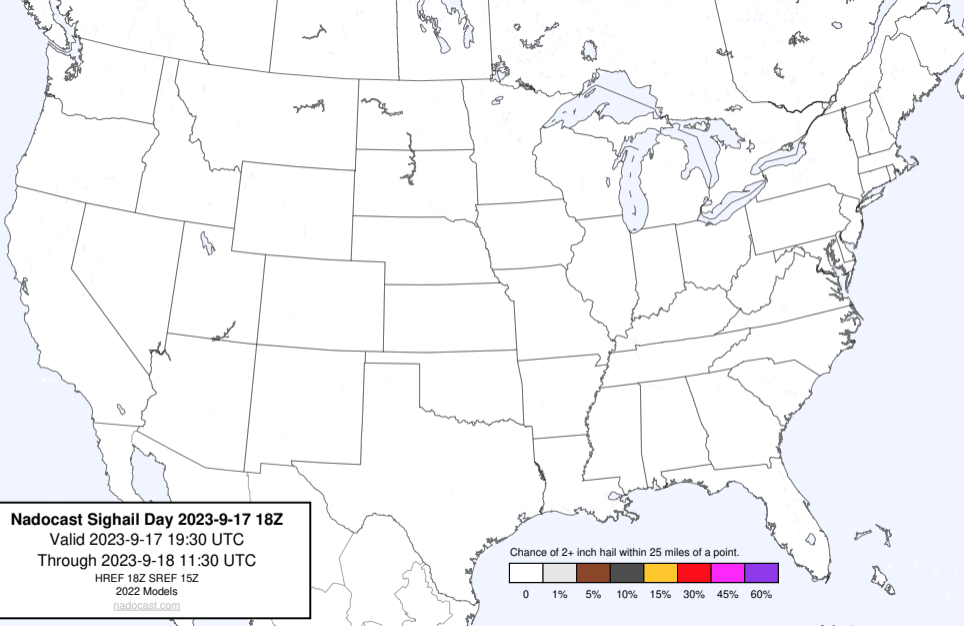 Nadocast Sighail Day 2023-9-17 18Z
Valid 2023-9-17 19:30 UTC
Through 2023-9-18 11:30 UTC
HREF 18Z SREF 15Z
2022 Models
nadocast.com
Chance of 2+ inch hail within 25 miles of a point.
0 1% 5% 10% 15% 30% 45% 60%